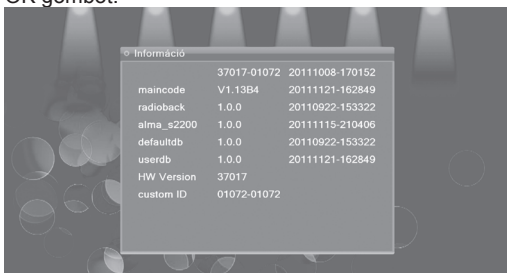 OK gombot.
Információ
37017-01072 20111008-170152
maincode V1.13B4 20111121-162849
radioback 1.0.0 20110922-153322
alma_s2200 1.0.0 20111115-210406
defaultdb 1.0.0 20110922-153322
userdb 1.0.0 20111121-162849
HW Version 37017
custom ID 01072-01072